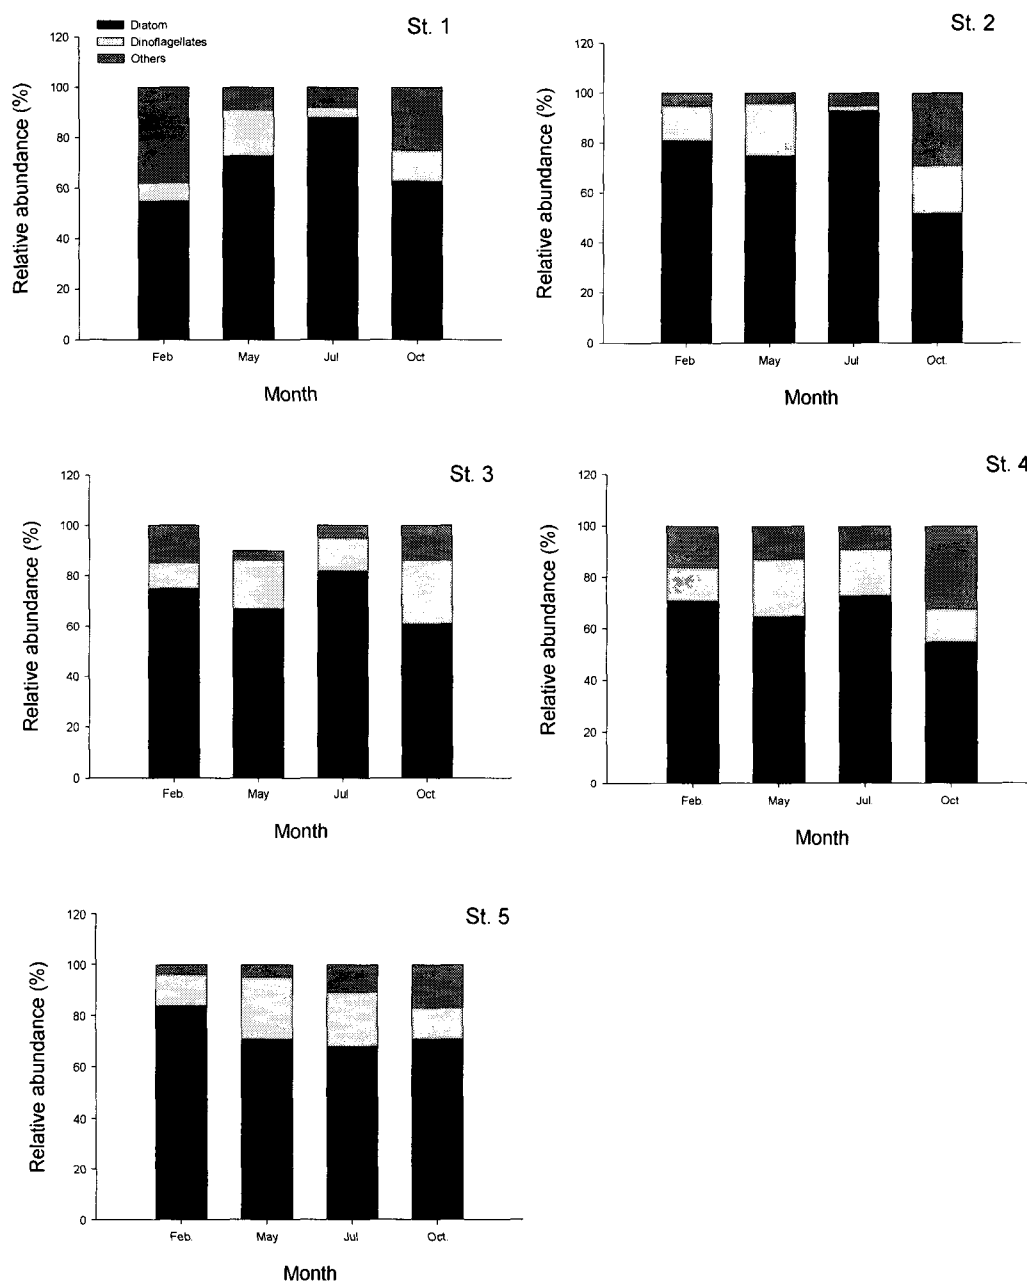 St. 1
Diatom
Dinoflagellates
Others
Relative abundance (%)
120
100
80
60
40
20
0
Feb May Jul Oct
Month
St. 2
Relative abundance (%)
120
100
80
60
40
20
0
Feb May Jul Oct.
Month
St. 3
Relative abundance (%)
120
100
80
60
40
20
0
Feb. May Jul Oct
Month
St. 4
Relative abundance (%)
120
100
80
60
40
20
0
Feb. May Jul Oct
Month
St. 5
Relative abundance (%)
120
100
80
60
40
20
0
Feb. May Jul Oct.
Month